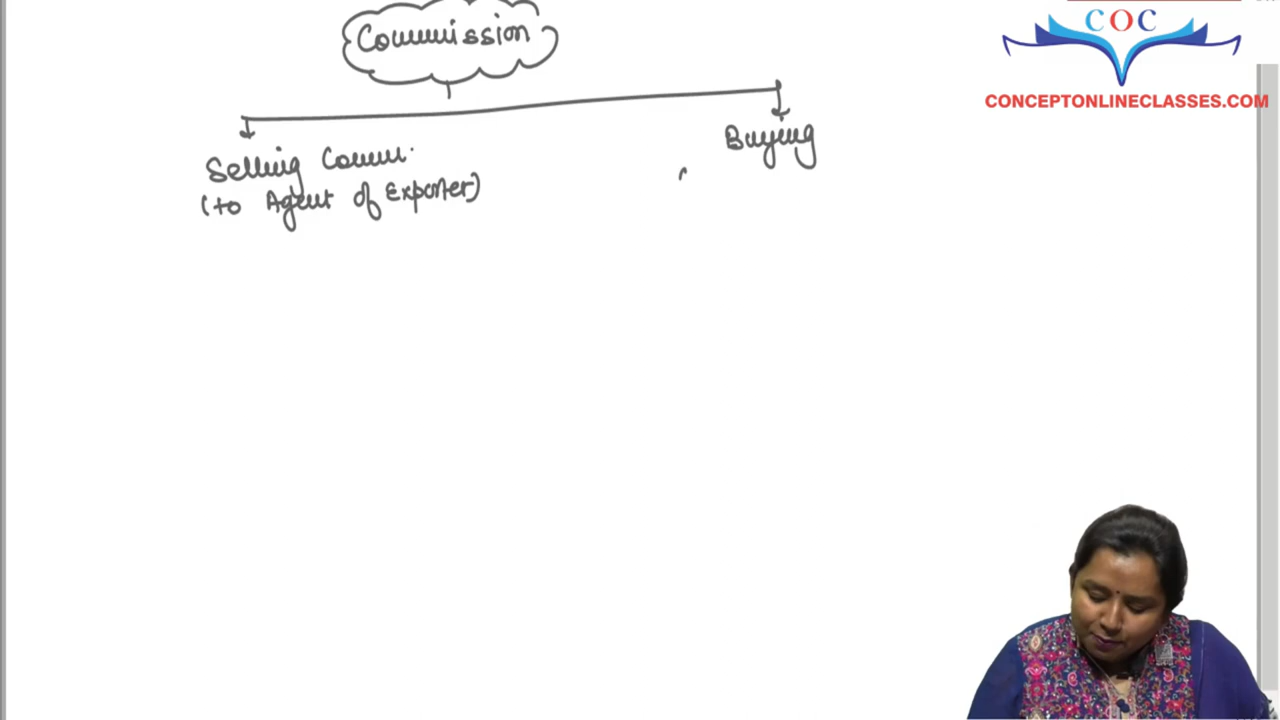 COC
CONCEPTONLINECLASSES.COM
Commission
Selling Comm.
(to Agent of Exporter)
Buying